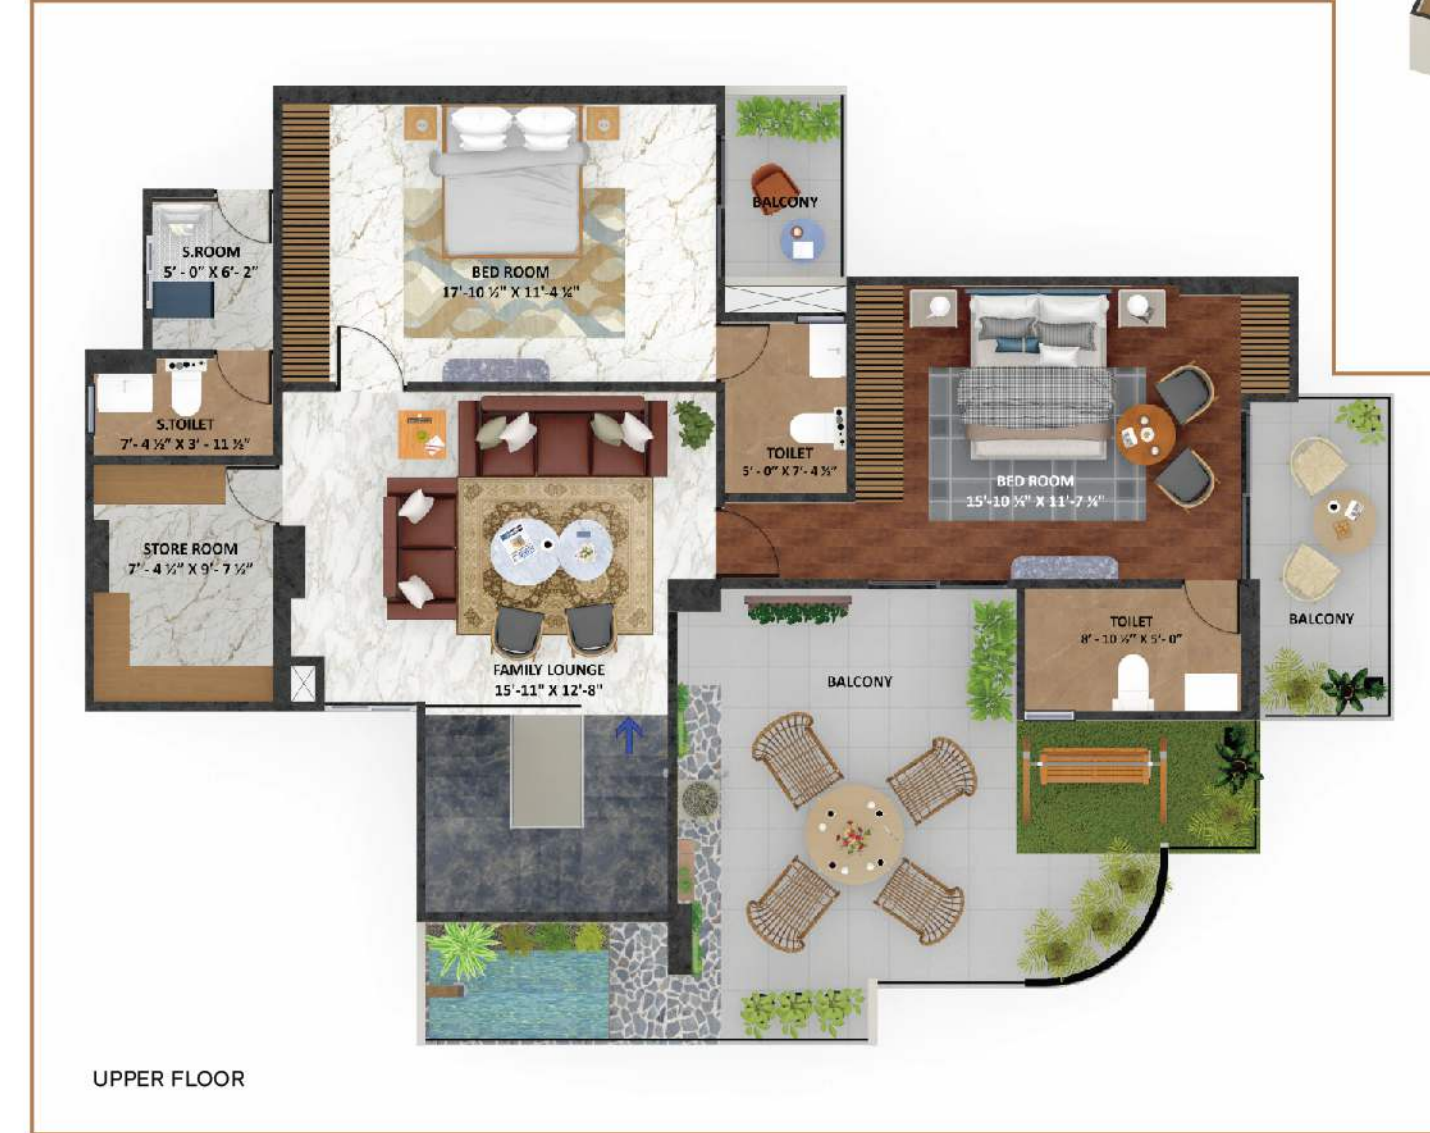 BALCONY
S.ROOM
5' - 0" X 6'- 2"
BED ROOM
17'-10 ½" X 11'-4 ½"
S.TOILET
7'- 4 ½" X 3' - 11 ½"
TOILET
5' - 0" X 7'- 4 ½"
BED ROOM
15'-10 ½" X 11'-7 ½"
STORE ROOM
7' - 4 ½" X 9'- 7 ½"
BALCONY
TOILET
8' - 10 ½" X 5'- 0"
FAMILY LOUNGE
15'-11" X 12'-8"
BALCONY
UPPER FLOOR